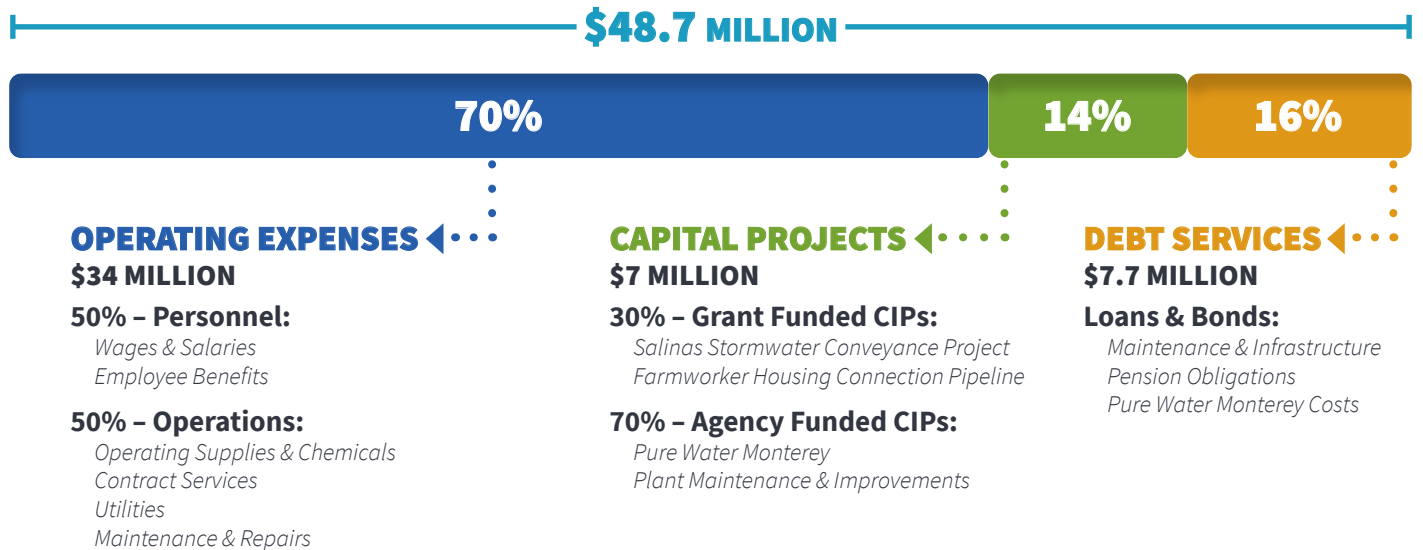 $48.7 MILLION
70%
14%
16%
OPERATING EXPENSES
$34 MILLION
50% – Personnel:
Wages & Salaries
Employee Benefits
50% – Operations:
Operating Supplies & Chemicals
Contract Services
Utilities
Maintenance & Repairs
CAPITAL PROJECTS
$7 MILLION
30% – Grant Funded CIPs:
Salinas Stormwater Conveyance Project
Farmworker Housing Connection Pipeline
70% – Agency Funded CIPs:
Pure Water Monterey
Plant Maintenance & Improvements
DEBT SERVICES
$7.7 MILLION
Loans & Bonds:
Maintenance & Infrastructure
Pension Obligations
Pure Water Monterey Costs